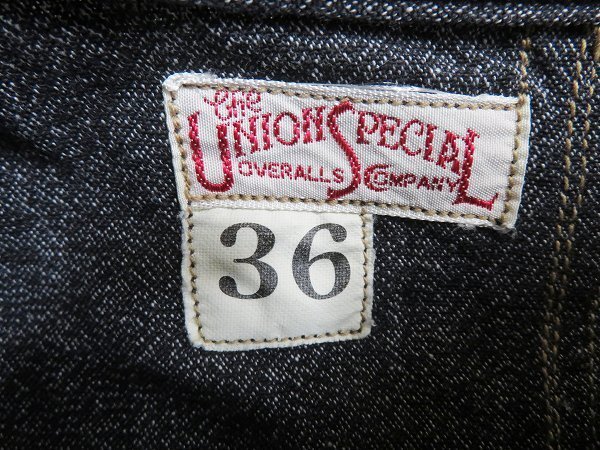 The
UNION SPECIAL
OVERALLS COMPANY
36